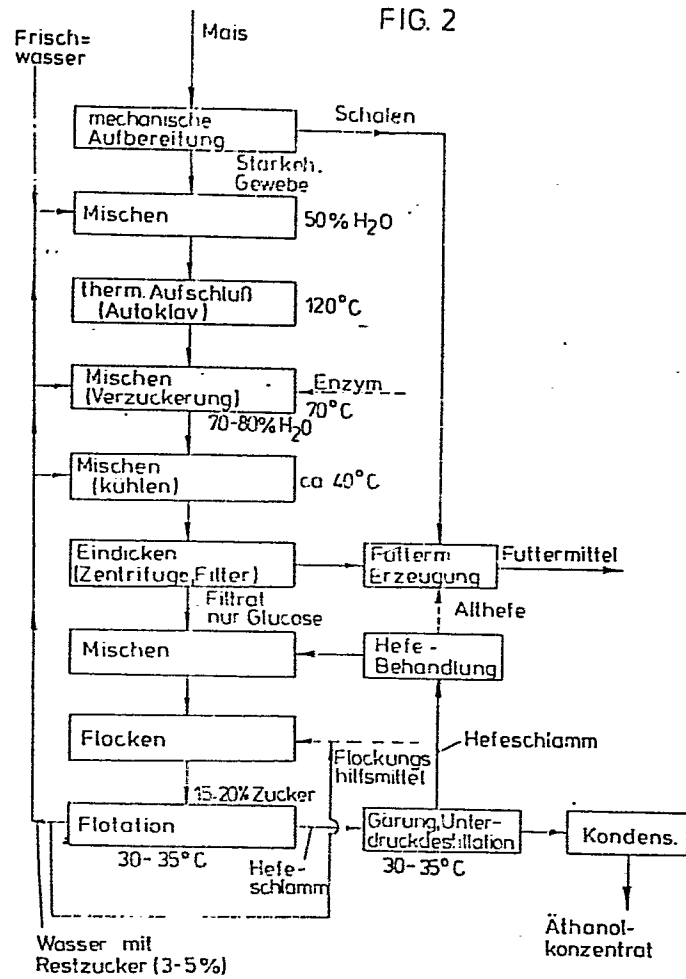 FIG. 2
Frisch=
wasser
Mais
mechanische
Aufbereitung
Schalen
Stärkeh.
Gewebe
Mischen
50% H₂O
therm. Aufschluß
(Autoklav)
120°C
Mischen
(Verzuckerung)
Enzym
70°C
70-80% H₂O
Mischen
(kühlen)
ca 40°C
Eindicken
(Zentrifuge, Filter)
Futterm.
Erzeugung
Futtermittel
Filtrat
nur Glucose
Althefe
Mischen
Hefe-
Behandlung
Flocken
Flockungs
hilfsmittel
Hefeschlamm
15-20% Zucker
Flotation
30-35°C
Hefe-
schlamm
Gärung, Unter-
druckdestillation
30-35°C
Kondens.
Wasser mit
Restzucker (3-5%)
Äthanol-
konzentrat